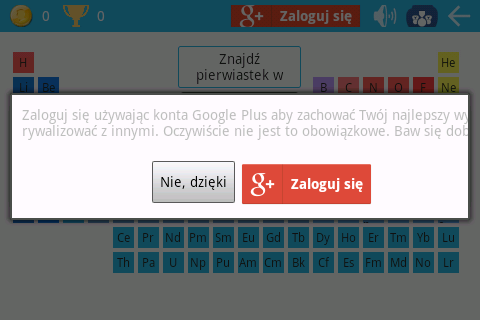 0 0 g+ Zaloguj się
Znajdź
pierwiastek w
H He
Li Be B C N O F Ne
Zaloguj się używając konta Google Plus aby zachować Twój najlepszy wy
rywalizować z innymi. Oczywiście nie jest to obowiązkowe. Baw się dob
Nie, dzięki g+ Zaloguj się
Ce Pr Nd Pm Sm Eu Gd Tb Dy Ho Er Tm Yb Lu
Th Pa U Np Pu Am Cm Bk Cf Es Fm Md No Lr